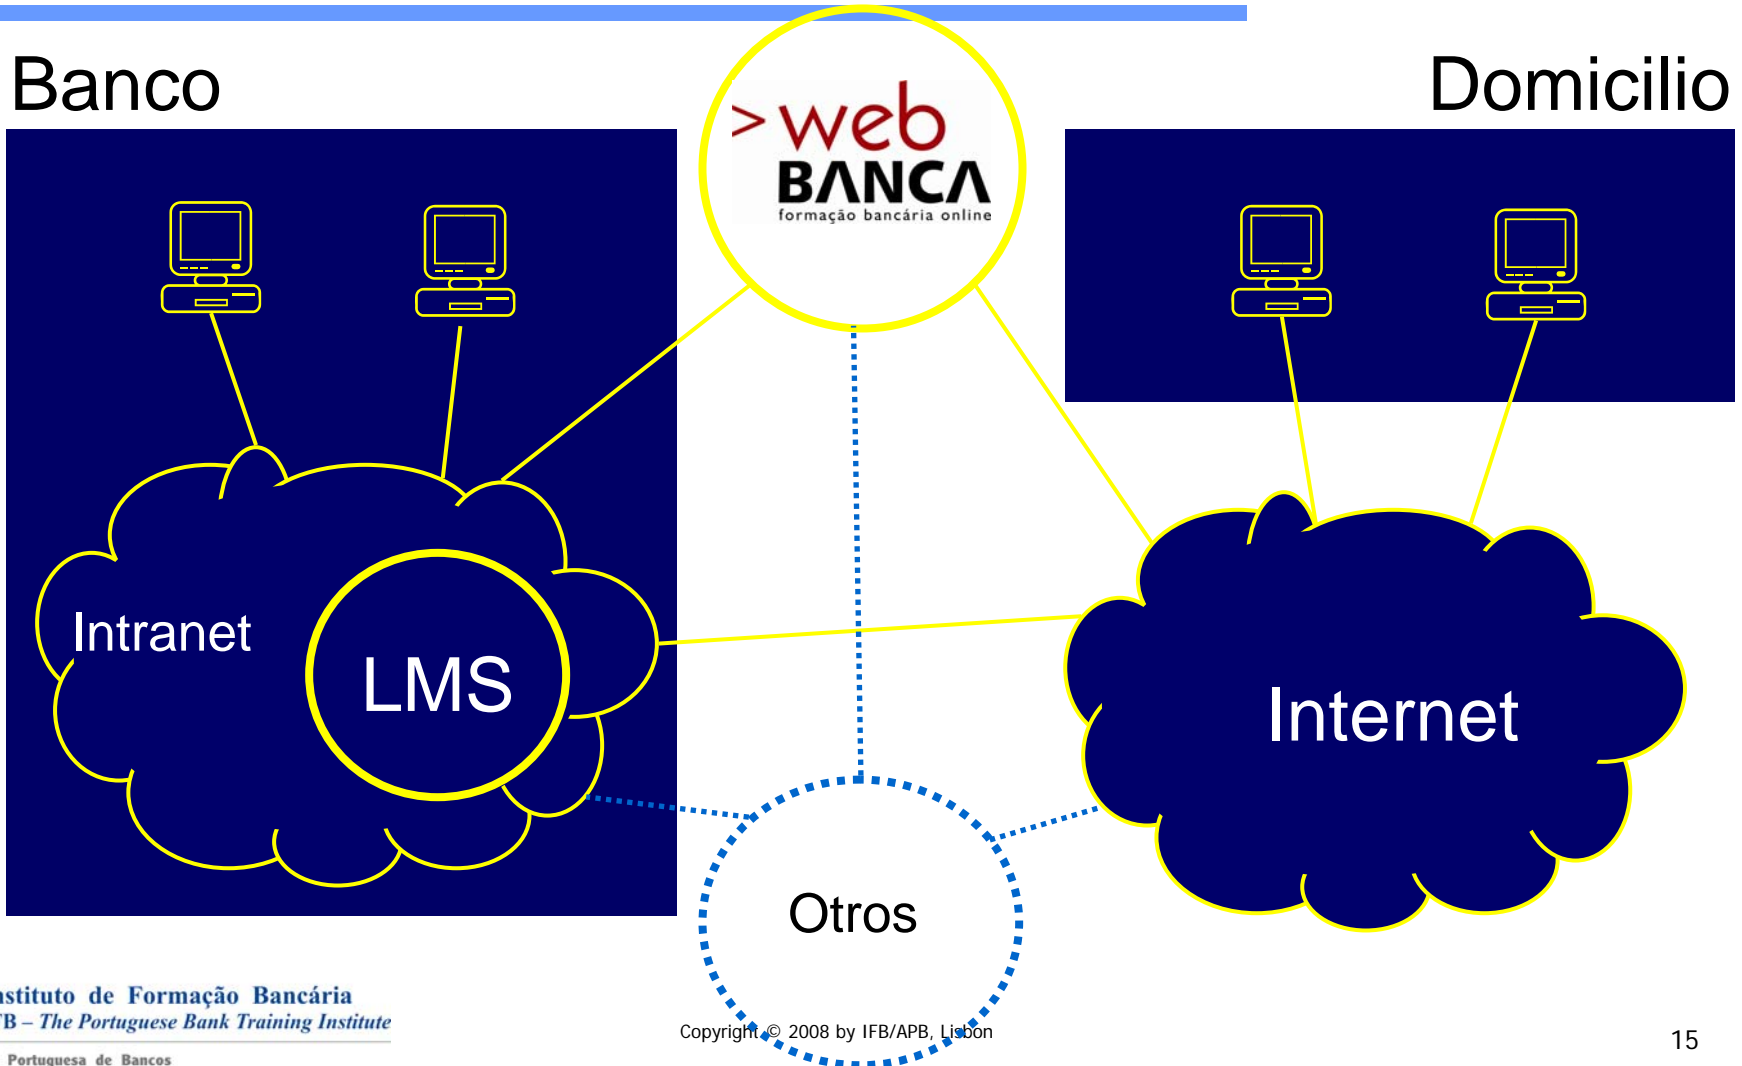 Banco
Domicilio
>web
BANCA
formação bancária online
Intranet
LMS
Internet
Otros
nstituto de Formação Bancária
B – The Portuguese Bank Training Institute
Portuguesa de Bancos
Copyright © 2008 by IFB/APB, Lisbon
15